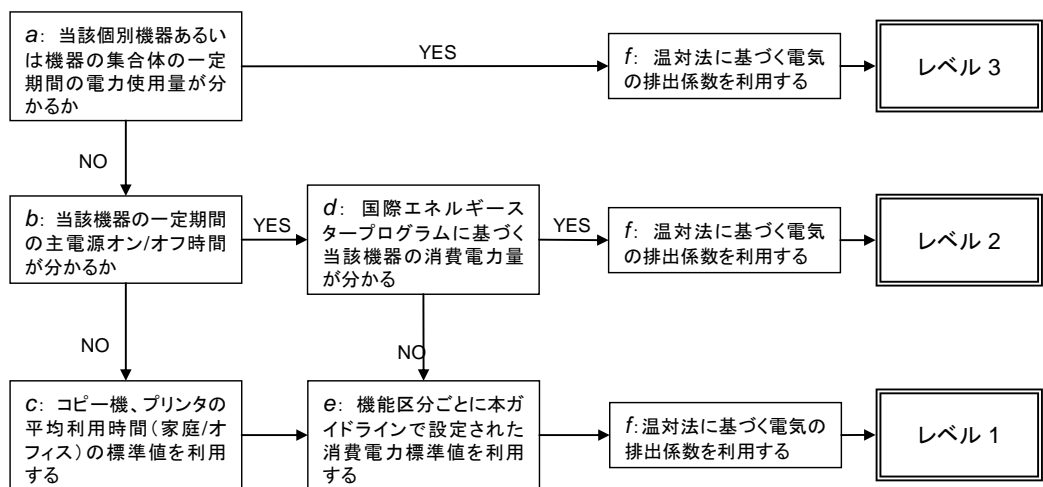 a: 当該個別機器あるい
は機器の集合体の一定
期間の電力使用量が分
かるか
YES
f: 温対法に基づく電気
の排出係数を利用する
レベル 3
NO
b: 当該機器の一定期間
の主電源オン/オフ時間
が分かるか
YES
d: 国際エネルギース
タープログラムに基づく
当該機器の消費電力量
が分かる
YES
f: 温対法に基づく電気
の排出係数を利用する
レベル 2
NO
NO
c: コピー機、プリンタの
平均利用時間(家庭/オ
フィス)の標準値を利用
する
e: 機能区分ごとに本ガ
イドラインで設定された
消費電力標準値を利用
する
f:温対法に基づく電気の
排出係数を利用する
レベル 1